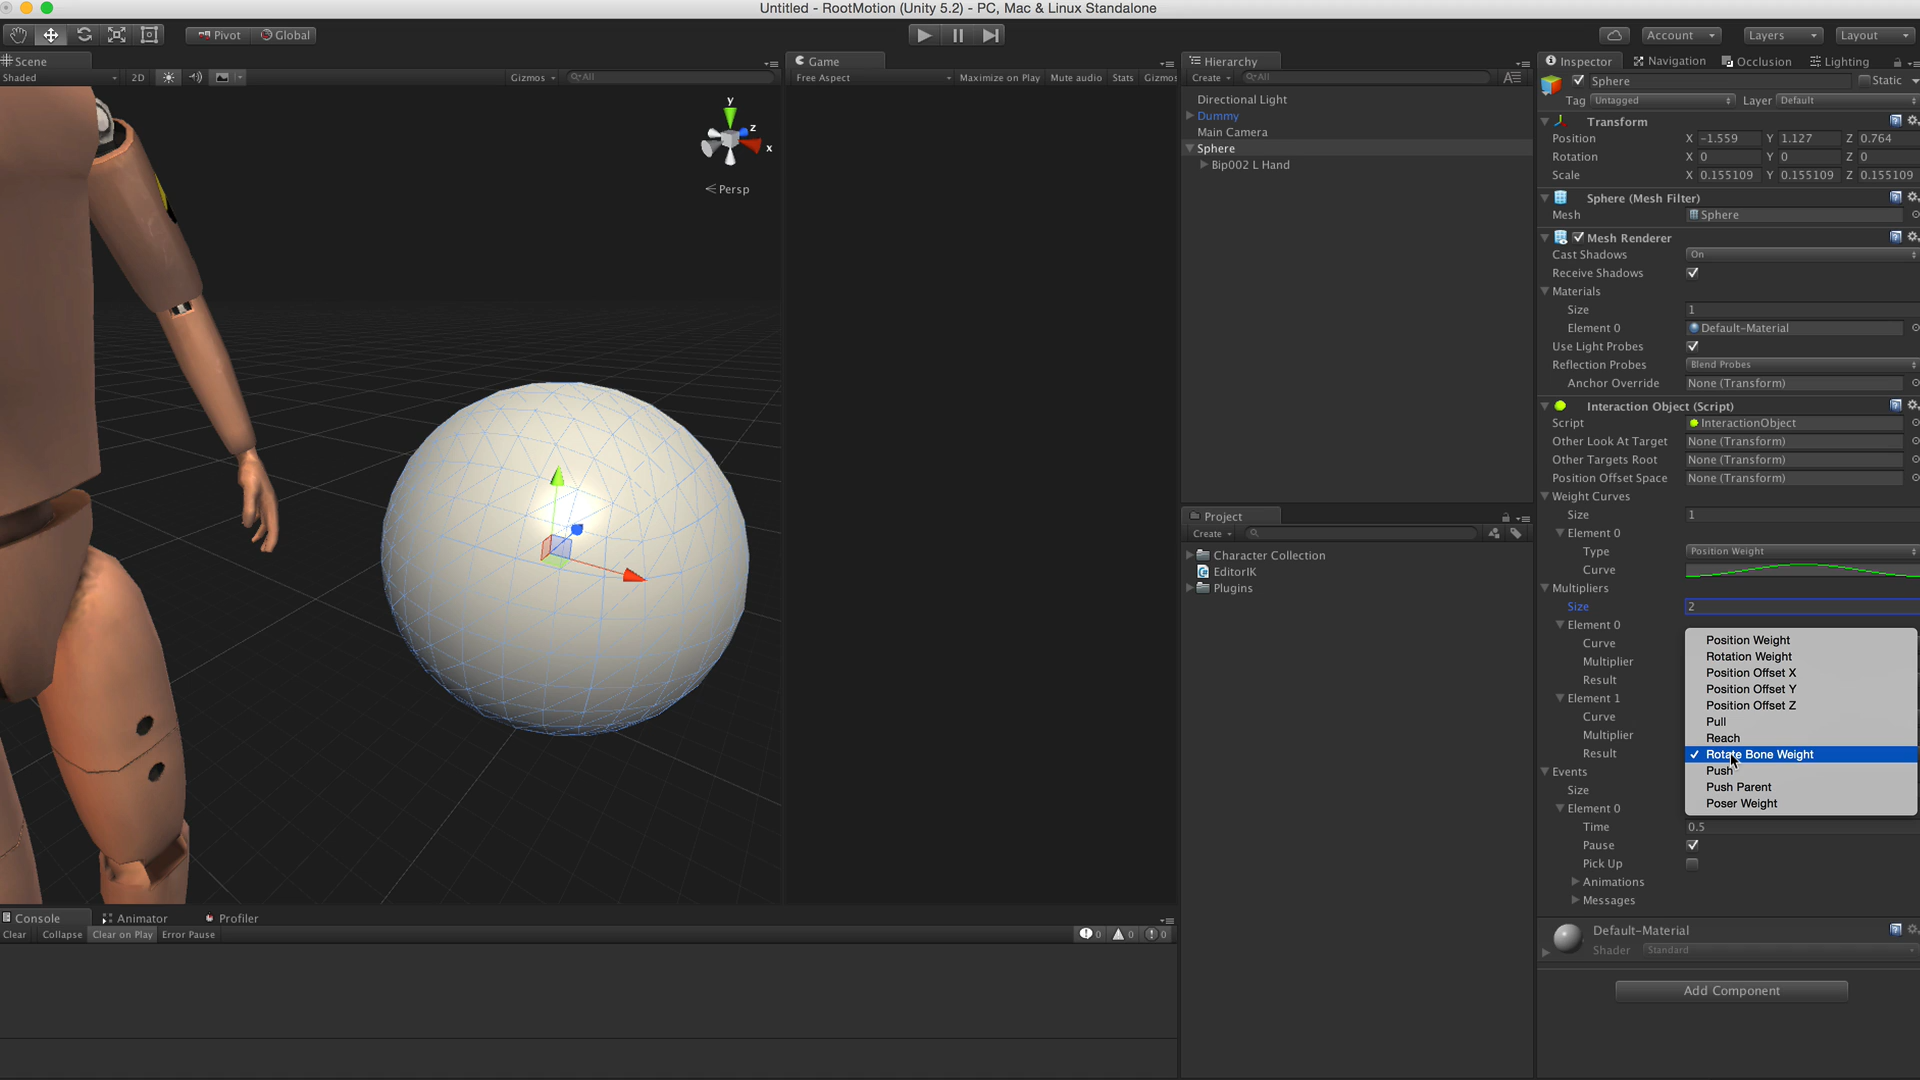 Untitled - RootMotion (Unity 5.2) - PC, Mac & Linux Standalone
Pivot Global Account Layers Layout
Scene
Shaded 2D Gizmos All
y
z
x
Persp
Game
Free Aspect Maximize on Play Mute audio Stats Gizmos
Hierarchy
Create All
Directional Light
Dummy
Main Camera
Sphere
Bip002 L Hand
Project
Create
Character Collection
EditorIK
Plugins
Console Animator Profiler
Clear Collapse Clear on Play Error Pause 0 0 0
Inspector Navigation Occlusion Lighting
Sphere Static
Tag Untagged Layer Default
Transform
Position X -1.559 Y 1.127 Z 0.764
Rotation X 0 Y 0 Z 0
Scale X 0.155109 Y 0.155109 Z 0.155109
Sphere (Mesh Filter)
Mesh Sphere
Mesh Renderer
Cast Shadows On
Receive Shadows
Materials
Size 1
Element 0 Default-Material
Use Light Probes
Reflection Probes Blend Probes
Anchor Override None (Transform)
Interaction Object (Script)
Script InteractionObject
Other Look At Target None (Transform)
Other Targets Root None (Transform)
Position Offset Space None (Transform)
Weight Curves
Size 1
Element 0
Type Position Weight
Curve
Multipliers
Size 2
Element 0
Curve
Multiplier
Result
Element 1
Curve
Multiplier
Result
Events
Size
Element 0
Time 0.5
Pause
Pick Up
Animations
Messages
Position Weight
Rotation Weight
Position Offset X
Position Offset Y
Position Offset Z
Pull
Reach
Rotate Bone Weight
Push
Push Parent
Poser Weight
Default-Material
Shader Standard
Add Component